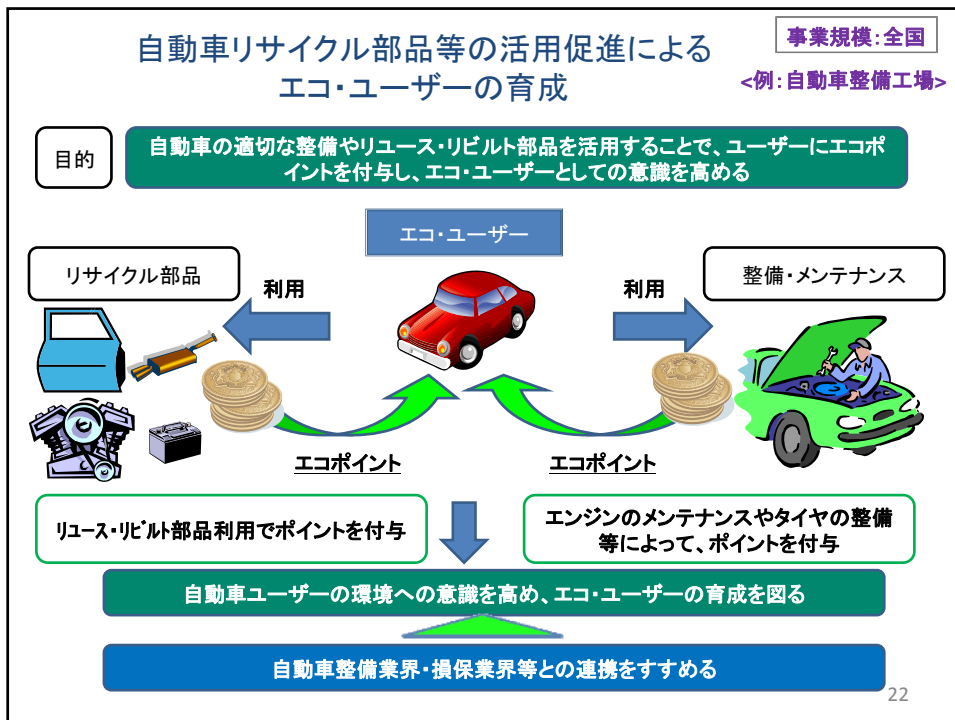 自動車リサイクル部品等の活用促進による
エコ・ユーザーの育成
事業規模：全国
<例：自動車整備工場>
目的
自動車の適切な整備やリユース・リビルト部品を活用することで、ユーザーにエコポ
イントを付与し、エコ・ユーザーとしての意識を高める
エコ・ユーザー
リサイクル部品
利用
利用
整備・メンテナンス
エコポイント
エコポイント
ﾘﾕｰｽ・ﾘﾋﾞﾙﾄ部品利用でポイントを付与
エンジンのメンテナンスやタイヤの整備
等によって、ポイントを付与
自動車ユーザーの環境への意識を高め、エコ・ユーザーの育成を図る
自動車整備業界・損保業界等との連携をすすめる
22